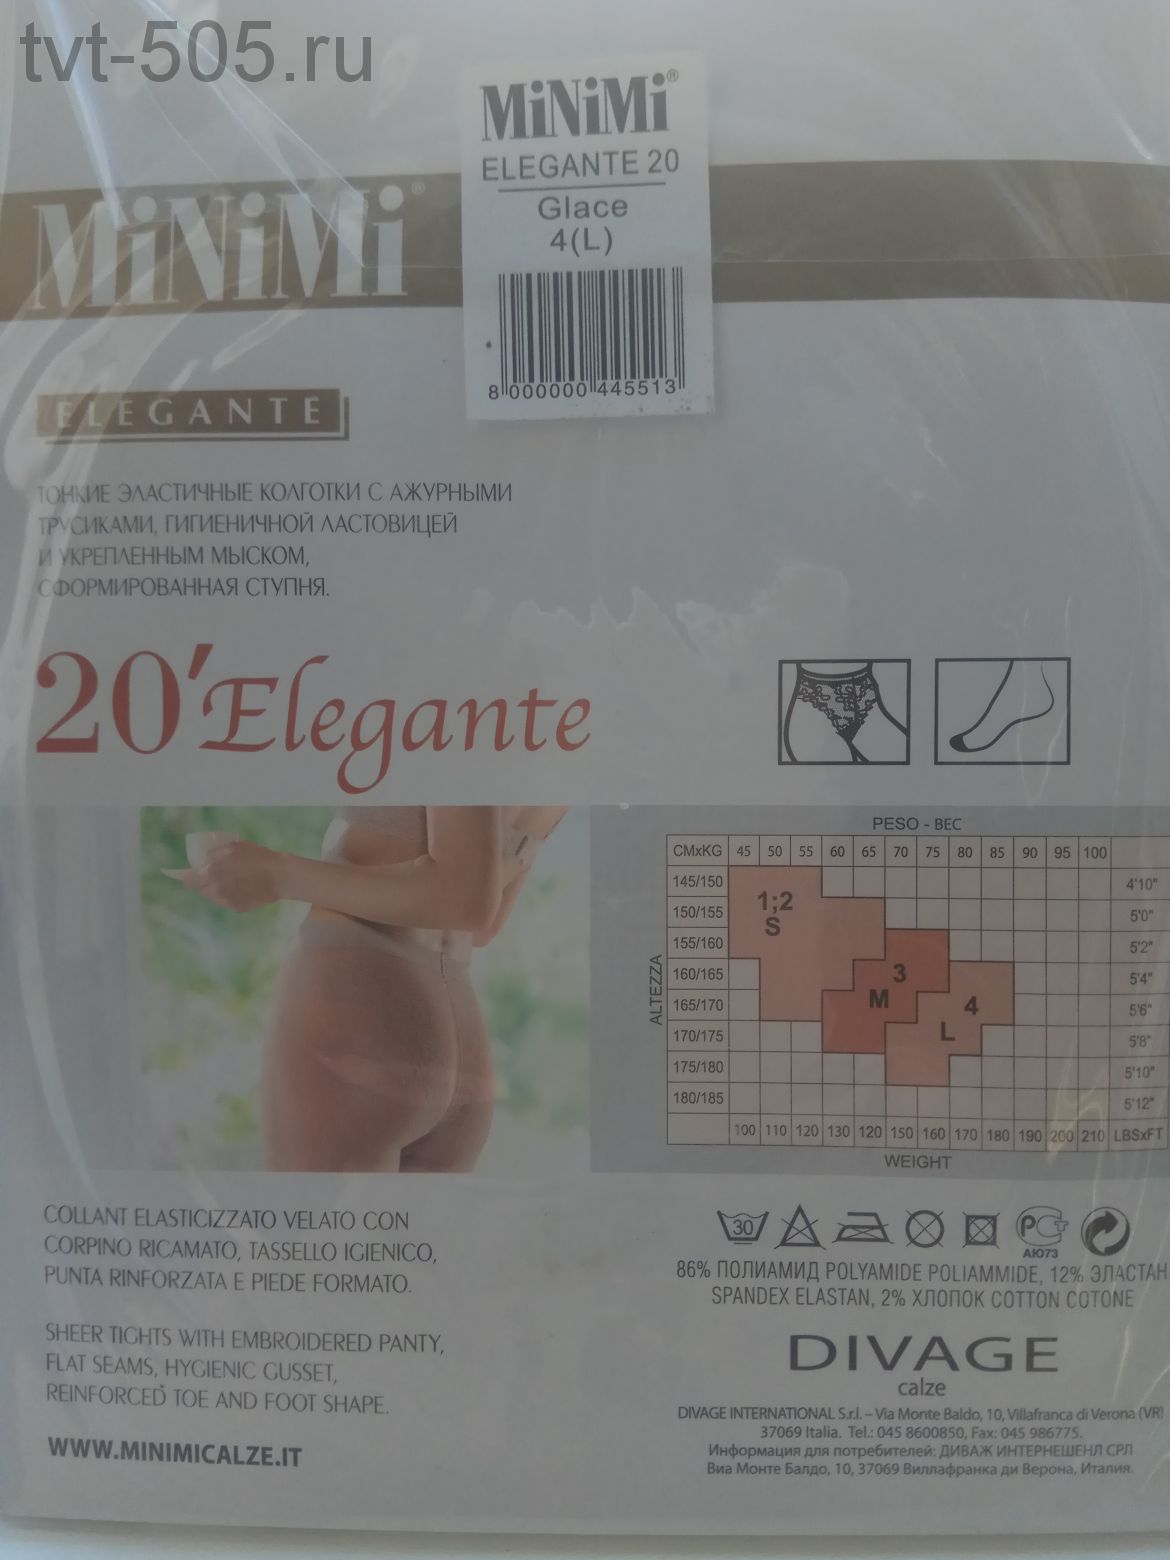 tvt-505.ru
MiNiMi®
ELEGANTE 20
Glace
4(L)
8 000000 445513
MiNiMi®
ELEGANTE
ТОНКИЕ ЭЛАСТИЧНЫЕ КОЛГОТКИ С АЖУРНЫМИ
ТРУСИКАМИ, ГИГИЕНИЧНОЙ ЛАСТОВИЦЕЙ
И УКРЕПЛЕННЫМ МЫСКОМ,
СФОРМИРОВАННАЯ СТУПНЯ.
20'Elegante
PESO - ВЕС
CMxKG 45 50 55 60 65 70 75 80 85 90 95 100
145/150 4'10"
150/155 5'0"
155/160 5'2"
160/165 5'4"
165/170 5'6"
170/175 5'8"
175/180 5'10"
180/185 5'12"
1;2
S
3
M
4
L
ALTEZZA
100 110 120 130 120 150 160 170 180 190 200 210 LBSxFT
WEIGHT
COLLANT ELASTICIZZATO VELATO CON
CORPINO RICAMATO, TASSELLO IGIENICO,
PUNTA RINFORZATA E PIEDE FORMATO.
SHEER TIGHTS WITH EMBROIDERED PANTY,
FLAT SEAMS, HYGIENIC GUSSET,
REINFORCED TOE AND FOOT SHAPE.
WWW.MINIMICALZE.IT
30
АЮ73
86% ПОЛИАМИД POLYAMIDE POLIAMMIDE, 12% ЭЛАСТАН
SPANDEX ELASTAN, 2% ХЛОПОК COTTON COTONE
DIVAGE
calze
DIVAGE INTERNATIONAL S.r.l. – Via Monte Baldo, 10, Villafranca di Verona (VR)
37069 Italia. Tel.: 045 8600850, Fax: 045 986775.
Информация для потребителей: ДИВАЖ ИНТЕРНЕШЕНЛ СРЛ
Виа Монте Балдо, 10, 37069 Виллафранка ди Верона, Италия.